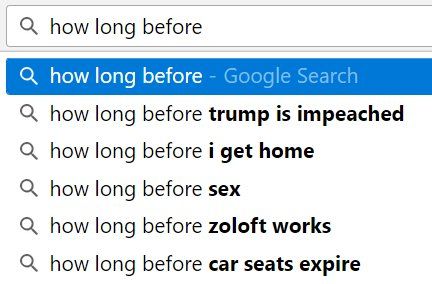 how long before
how long before - Google Search
how long before trump is impeached
how long before i get home
how long before sex
how long before zoloft works
how long before car seats expire